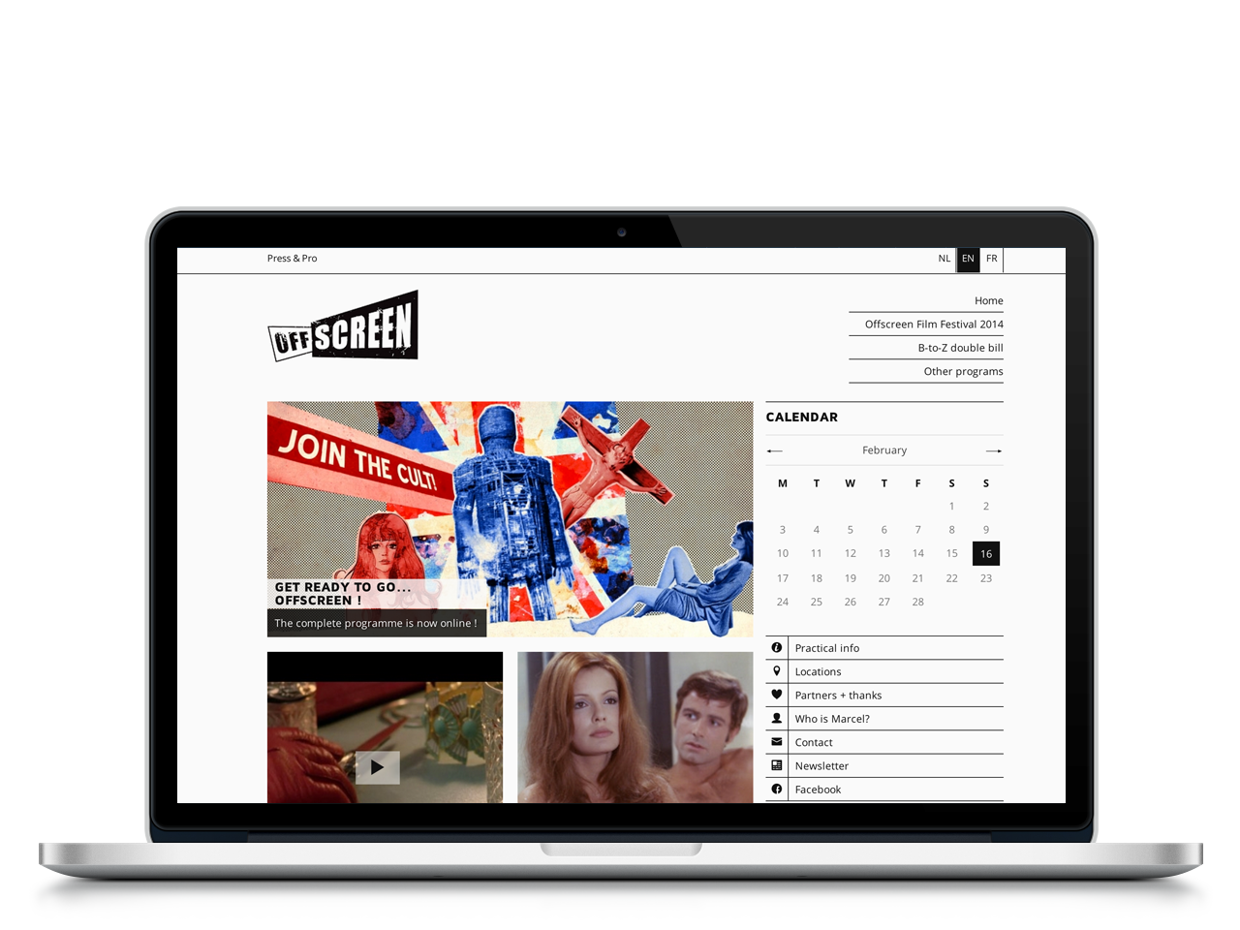 Press & Pro
NL EN FR
OFF SCREEN
Home
Offscreen Film Festival 2014
B-to-Z double bill
Other programs
JOIN THE CULT!
GET READY TO GO...
OFFSCREEN !
The complete programme is now online !
CALENDAR
February
M T W T F S S
1 2
3 4 5 6 7 8 9
10 11 12 13 14 15 16
17 18 19 20 21 22 23
24 25 26 27 28
Practical info
Locations
Partners + thanks
Who is Marcel?
Contact
Newsletter
Facebook